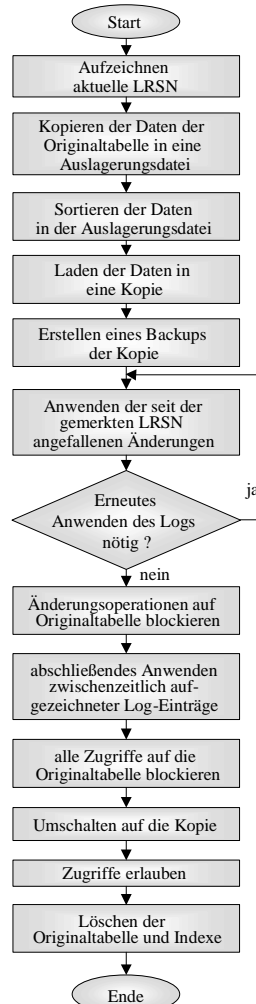 Start
Aufzeichnen
aktuelle LRSN
Kopieren der Daten der
Originaltabelle in eine
Auslagerungsdatei
Sortieren der Daten
in der Auslagerungsdatei
Laden der Daten in
eine Kopie
Erstellen eines Backups
der Kopie
Anwenden der seit der
gemerkten LRSN
angefallenen Änderungen
Erneutes
Anwenden des Logs
nötig ?
ja
nein
Änderungsoperationen auf
Originaltabelle blockieren
abschließendes Anwenden
zwischenzeitlich auf-
gezeichneter Log-Einträge
alle Zugriffe auf die
Originaltabelle blockieren
Umschalten auf die Kopie
Zugriffe erlauben
Löschen der
Originaltabelle und Indexe
Ende